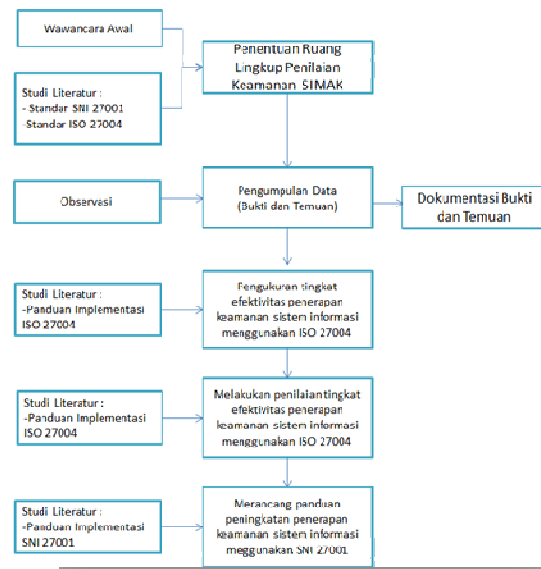 Wawancara Awal
Penentuan Ruang
Lingkup Penilaian
Keamanan SIMAK
Studi Literatur :
- Standar SNI 27001
-Standar ISO 27004
Observasi
Pengumpulan Data
(Bukti dan Temuan)
Dokumentasi Bukti
dan Temuan
Studi Literatur :
-Panduan Implementasi
ISO 27004
Pengukuran tingkat
efektivitas penerapan
keamanan sistem informasi
menggunakan ISO 27004
Studi Literatur :
-Panduan Implementasi
ISO 27004
Melakukan penilaian tingkat
efektivitas penerapan
keamanan sistem informasi
menggunakan ISO 27004
Studi Literatur :
-Panduan Implementasi
SNI 27001
Merancang panduan
peningkatan penerapan
keamanan sistem informasi
meggunakan SNI 27001